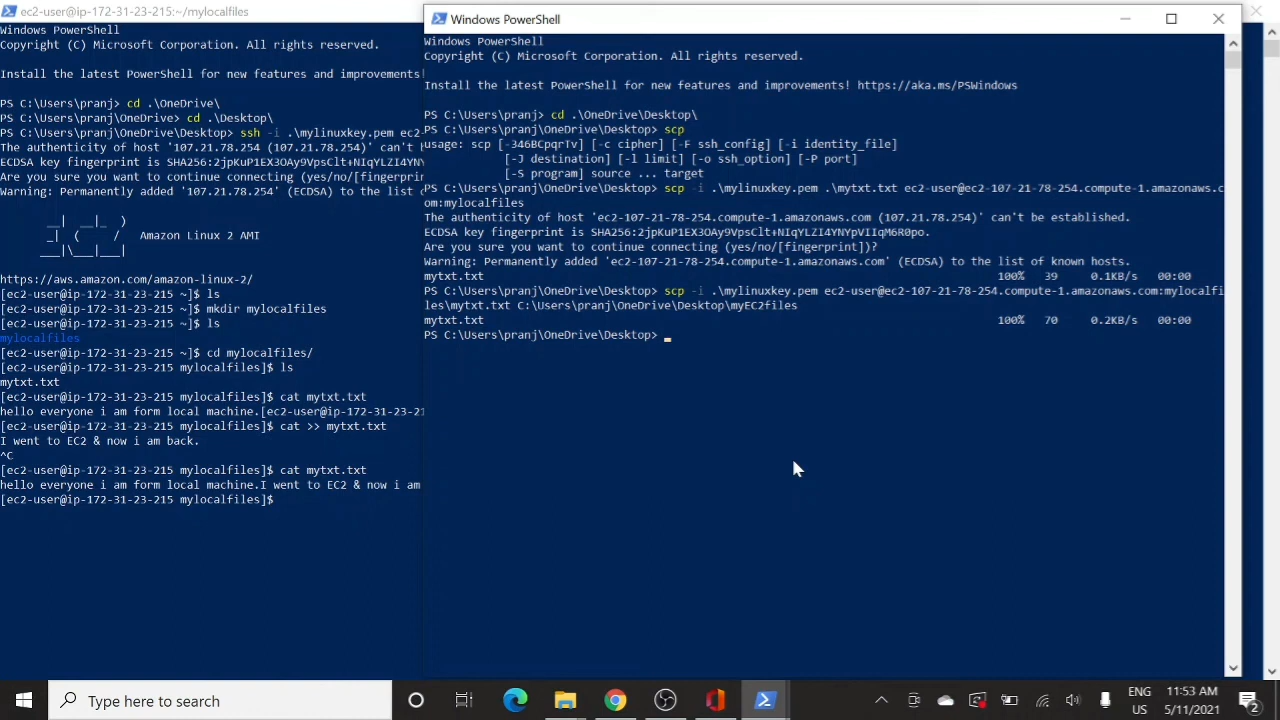 ec2-user@ip-172-31-23-215:~/mylocalfiles
Windows PowerShell
Copyright (C) Microsoft Corporation. All rights reserved.
Install the latest PowerShell for new features and improvements!
PS C:\Users\pranj> cd .\OneDrive\
PS C:\Users\pranj\OneDrive> cd .\Desktop\
PS C:\Users\pranj\OneDrive\Desktop> ssh -i .\mylinuxkey.pem ec2-
The authenticity of host '107.21.78.254 (107.21.78.254)' can't
ECDSA key fingerprint is SHA256:2jpKuP1EX3OAy9VpsClt+NIqYLZI4YN
Are you sure you want to continue connecting (yes/no/[fingerprint
Warning: Permanently added '107.21.78.254' (ECDSA) to the list
__| __|_ )
_| ( / Amazon Linux 2 AMI
___|\___|___|
https://aws.amazon.com/amazon-linux-2/
[ec2-user@ip-172-31-23-215 ~]$ ls
[ec2-user@ip-172-31-23-215 ~]$ mkdir mylocalfiles
[ec2-user@ip-172-31-23-215 ~]$ ls
mylocalfiles
[ec2-user@ip-172-31-23-215 ~]$ cd mylocalfiles/
[ec2-user@ip-172-31-23-215 mylocalfiles]$ ls
mytxt.txt
[ec2-user@ip-172-31-23-215 mylocalfiles]$ cat mytxt.txt
hello everyone i am form local machine.[ec2-user@ip-172-31-23-21
[ec2-user@ip-172-31-23-215 mylocalfiles]$ cat >> mytxt.txt
I went to EC2 & now i am back.
^C
[ec2-user@ip-172-31-23-215 mylocalfiles]$ cat mytxt.txt
hello everyone i am form local machine.I went to EC2 & now i am
[ec2-user@ip-172-31-23-215 mylocalfiles]$
Windows PowerShell
Windows PowerShell
Copyright (C) Microsoft Corporation. All rights reserved.
Install the latest PowerShell for new features and improvements! https://aka.ms/PSWindows
PS C:\Users\pranj> cd .\OneDrive\Desktop\
PS C:\Users\pranj\OneDrive\Desktop> scp
usage: scp [-346BCpqrTv] [-c cipher] [-F ssh_config] [-i identity_file]
[-J destination] [-l limit] [-o ssh_option] [-P port]
[-S program] source ... target
PS C:\Users\pranj\OneDrive\Desktop> scp -i .\mylinuxkey.pem .\mytxt.txt ec2-user@ec2-107-21-78-254.compute-1.amazonaws.c
om:mylocalfiles
The authenticity of host 'ec2-107-21-78-254.compute-1.amazonaws.com (107.21.78.254)' can't be established.
ECDSA key fingerprint is SHA256:2jpKuP1EX3OAy9VpsClt+NIqYLZI4YNYpVIIqM6R0po.
Are you sure you want to continue connecting (yes/no/[fingerprint])?
Warning: Permanently added 'ec2-107-21-78-254.compute-1.amazonaws.com' (ECDSA) to the list of known hosts.
mytxt.txt 100% 39 0.1KB/s 00:00
PS C:\Users\pranj\OneDrive\Desktop> scp -i .\mylinuxkey.pem ec2-user@ec2-107-21-78-254.compute-1.amazonaws.com:mylocalfi
les\mytxt.txt C:\Users\pranj\OneDrive\Desktop\myEC2files
mytxt.txt 100% 70 0.2KB/s 00:00
PS C:\Users\pranj\OneDrive\Desktop>
Type here to search
ENG
US
11:53 AM
5/11/2021
2